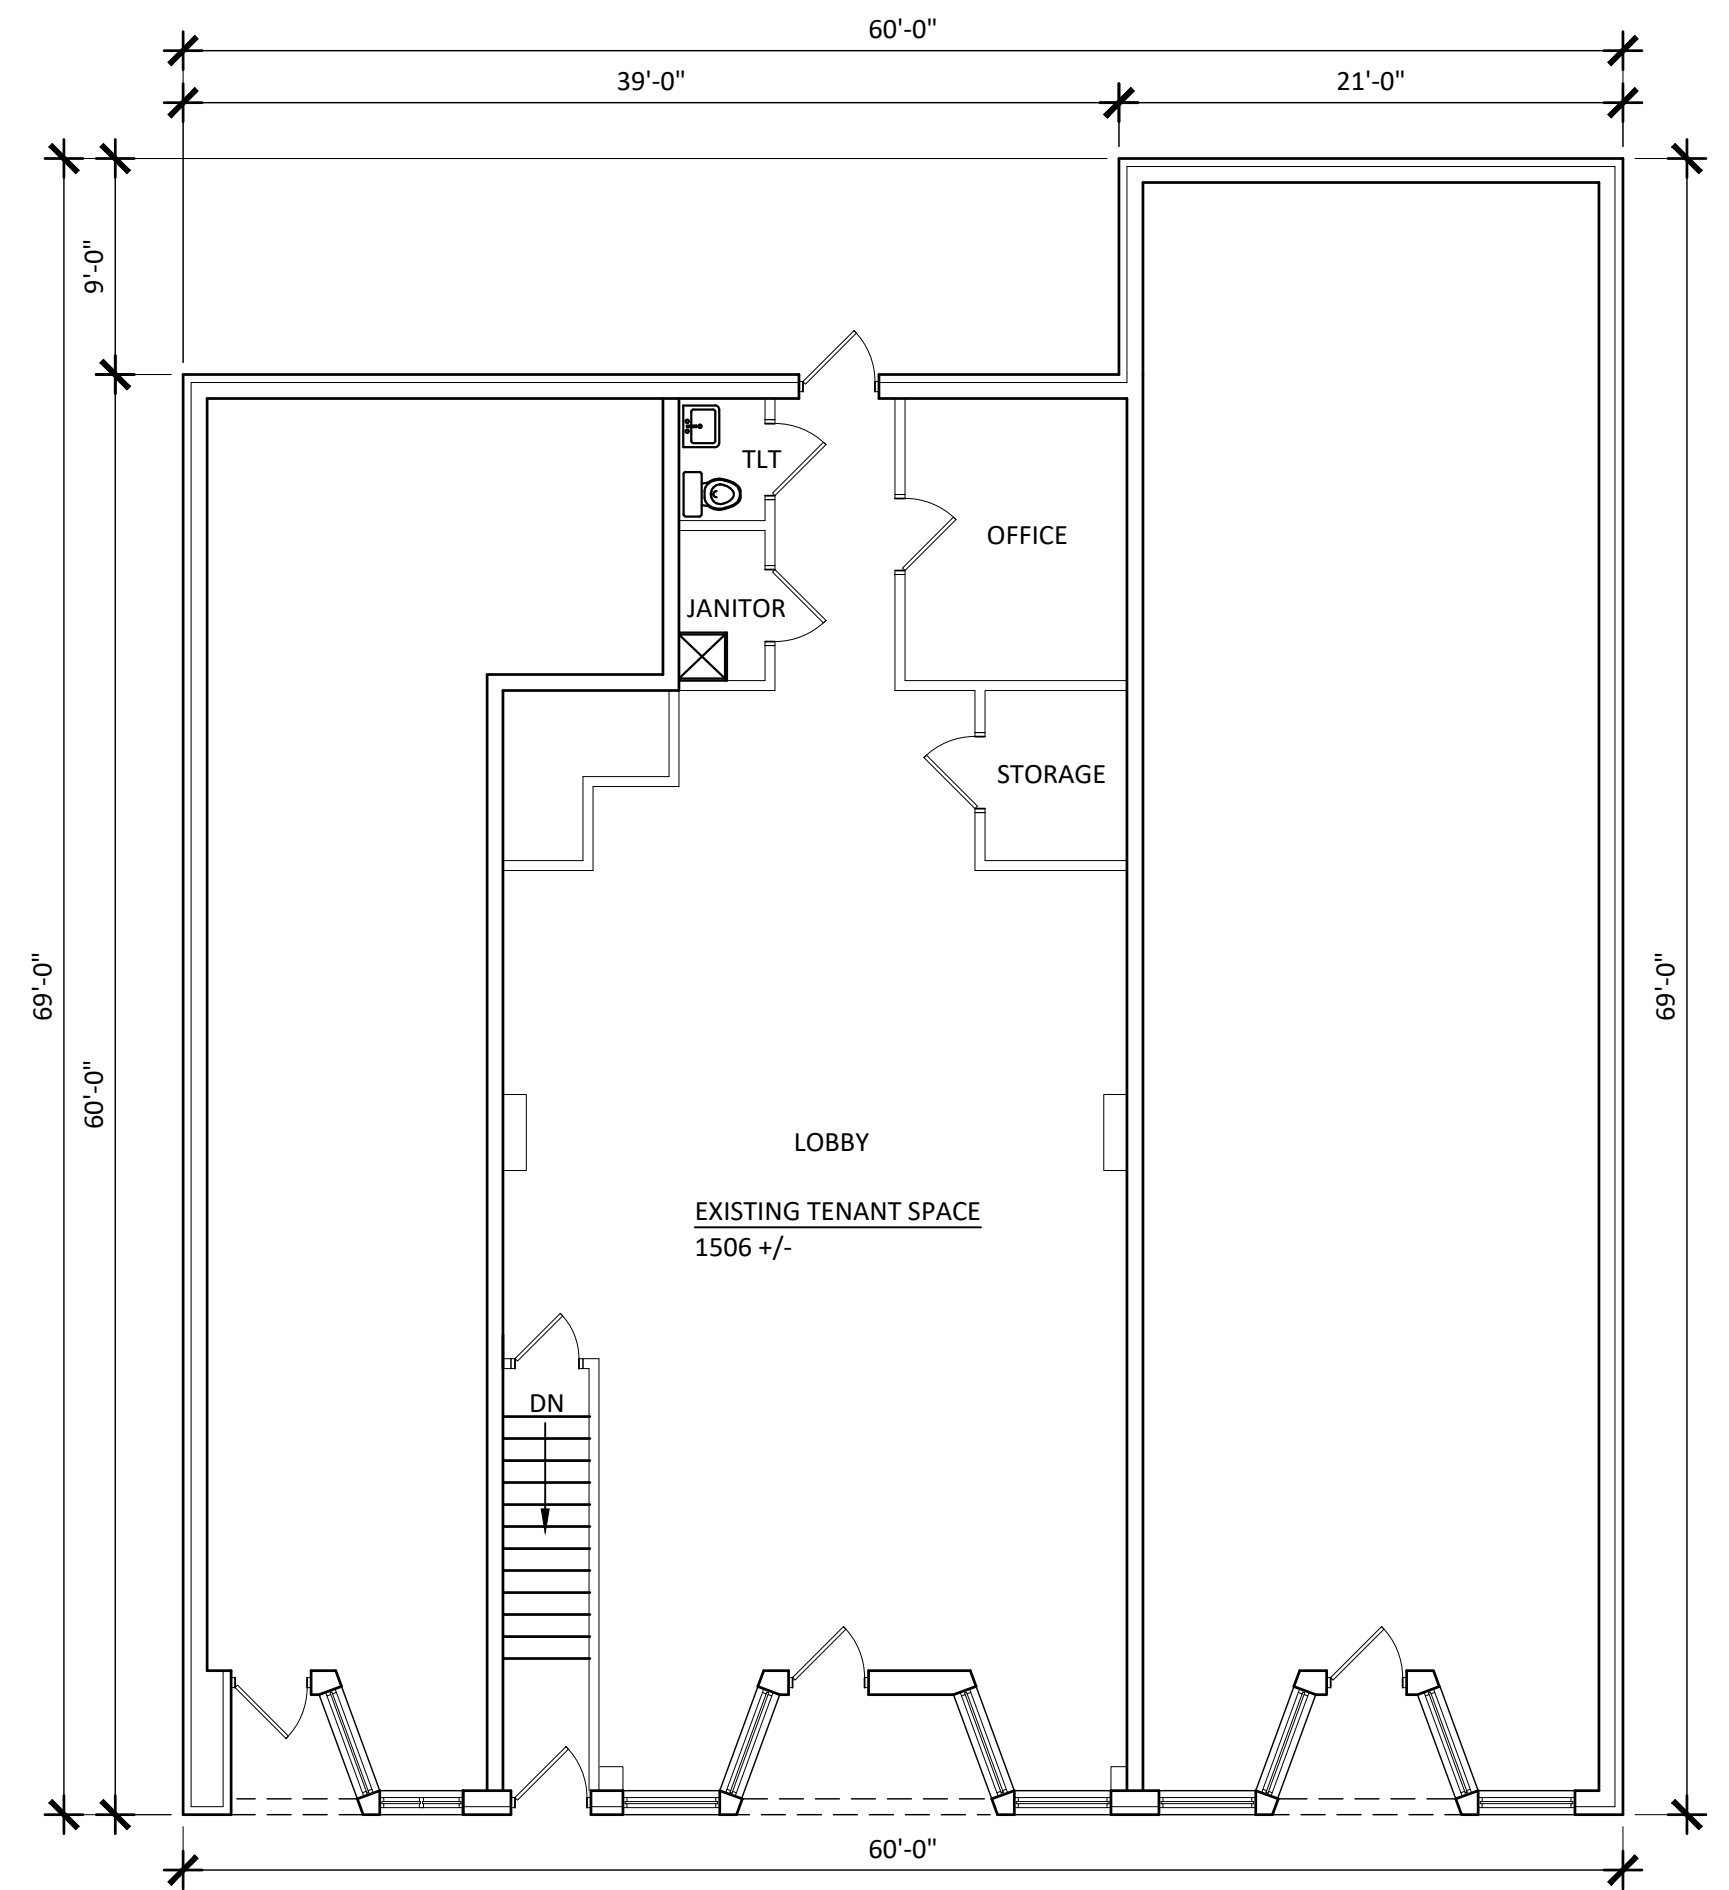 60'-0"
39'-0"
21'-0"
9'-0"
TLT
OFFICE
JANITOR
STORAGE
69'-0"
69'-0"
60'-0"
LOBBY
EXISTING TENANT SPACE
1506 +/-
DN
60'-0"